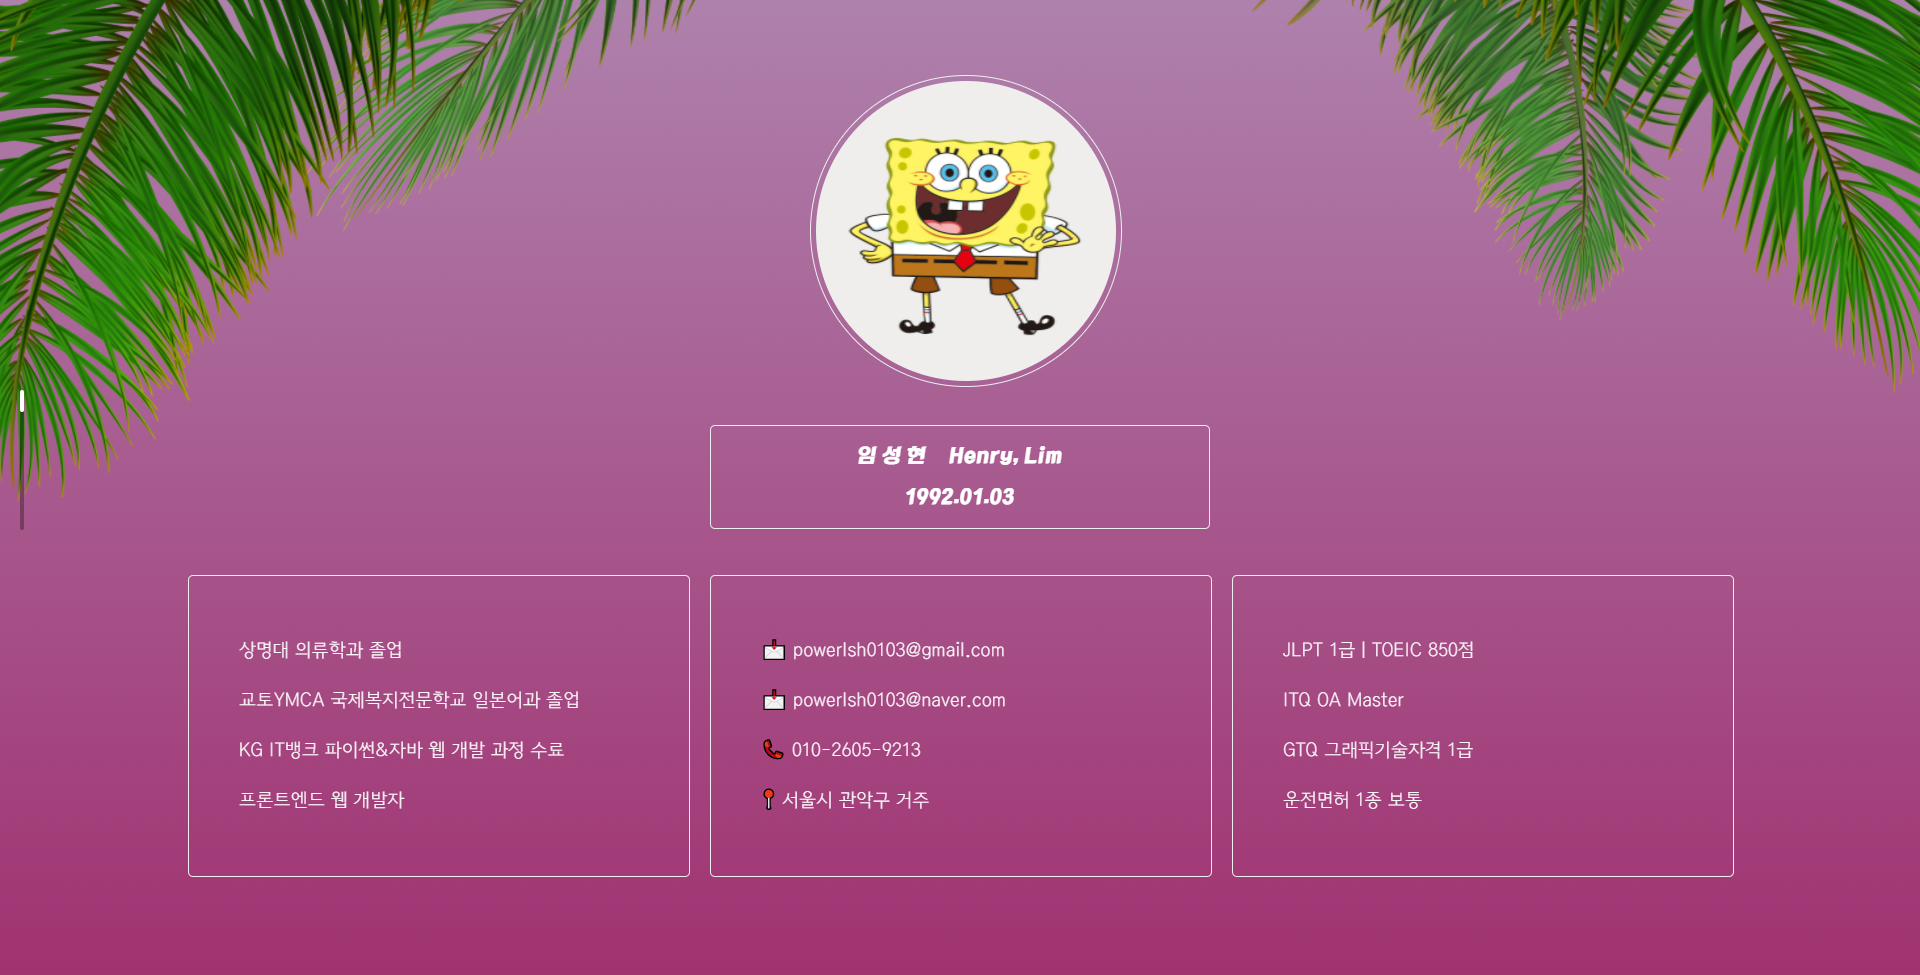 임 성 현 Henry, Lim
1992.01.03
상명대 의류학과 졸업
교토YMCA 국제복지전문학교 일본어과 졸업
KG IT뱅크 파이썬&자바 웹 개발 과정 수료
프론트엔드 웹 개발자
powerlsh0103@gmail.com
powerlsh0103@naver.com
010-2605-9213
서울시 관악구 거주
JLPT 1급 | TOEIC 850점
ITQ OA Master
GTQ 그래픽기술자격 1급
운전면허 1종 보통